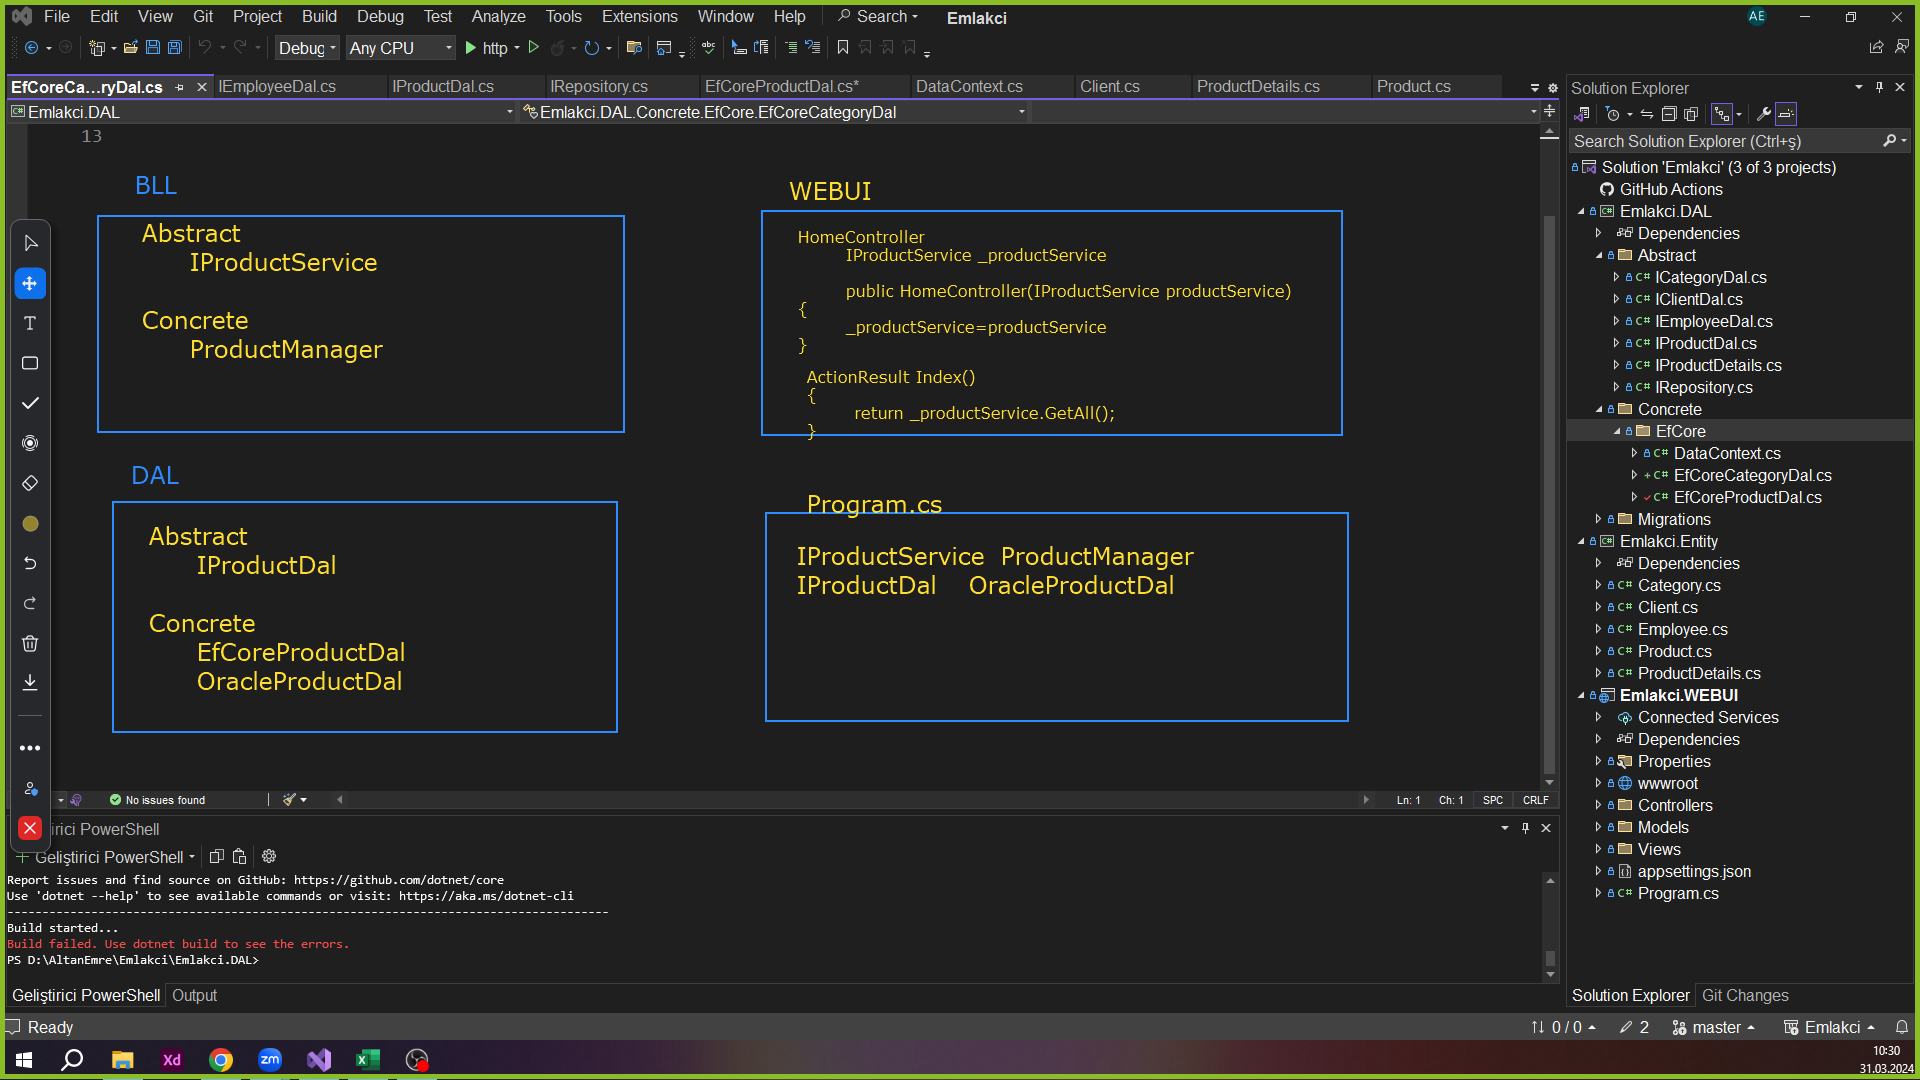 File Edit View Git Project Build Debug Test Analyze Tools Extensions Window Help Search Emlakci AE
Debug Any CPU http
EfCoreCa...ryDal.cs IEmployeeDal.cs IProductDal.cs IRepository.cs EfCoreProductDal.cs* DataContext.cs Client.cs ProductDetails.cs Product.cs
Emlakci.DAL Emlakci.DAL.Concrete.EfCore.EfCoreCategoryDal
13
BLL
Abstract
IProductService
Concrete
ProductManager
WEBUI
HomeController
IProductService _productService
public HomeController(IProductService productService)
{
_productService=productService
}
ActionResult Index()
{
return _productService.GetAll();
}
DAL
Abstract
IProductDal
Concrete
EfCoreProductDal
OracleProductDal
Program.cs
IProductService ProductManager
IProductDal OracleProductDal
No issues found Ln: 1 Ch: 1 SPC CRLF
irici PowerShell
Geliştirici PowerShell
Report issues and find source on GitHub: https://github.com/dotnet/core
Use 'dotnet --help' to see available commands or visit: https://aka.ms/dotnet-cli
--------------------------------------------------------------------------------------
Build started...
Build failed. Use dotnet build to see the errors.
PS D:\AltanEmre\Emlakci\Emlakci.DAL>
Geliştirici PowerShell Output
Solution Explorer
Search Solution Explorer (Ctrl+ş)
Solution 'Emlakci' (3 of 3 projects)
GitHub Actions
Emlakci.DAL
Dependencies
Abstract
ICategoryDal.cs
IClientDal.cs
IEmployeeDal.cs
IProductDal.cs
IProductDetails.cs
IRepository.cs
Concrete
EfCore
DataContext.cs
EfCoreCategoryDal.cs
EfCoreProductDal.cs
Migrations
Emlakci.Entity
Dependencies
Category.cs
Client.cs
Employee.cs
Product.cs
ProductDetails.cs
Emlakci.WEBUI
Connected Services
Dependencies
Properties
wwwroot
Controllers
Models
Views
appsettings.json
Program.cs
Solution Explorer Git Changes
Ready 0 / 0 2 master Emlakci
Xd zm
10:30
31.03.2024